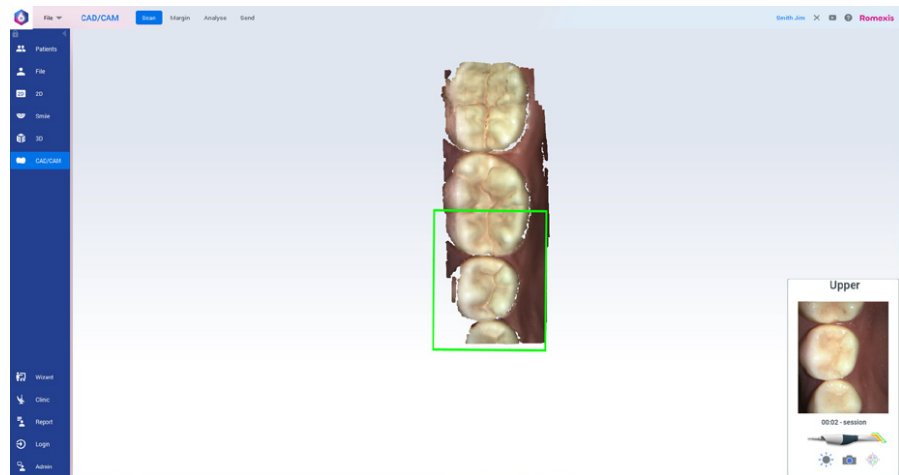 File CAD/CAM Scan Margin Analyse Send Smith Jim Romexis
Patients
File
2D 2D
Smile
3D
CAD/CAM
Upper
00:02 - session
Wizard
Clinic
Report
Login
Admin